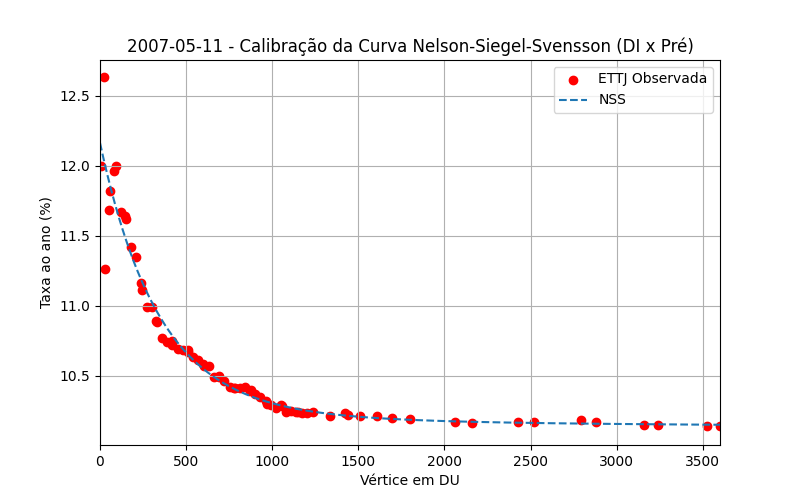 2007-05-11 - Calibração da Curva Nelson-Siegel-Svensson (DI x Pré)
ETTJ Observada
NSS
Taxa ao ano (%)
12.5
12.0
11.5
11.0
10.5
0 500 1000 1500 2000 2500 3000 3500
Vértice em DU